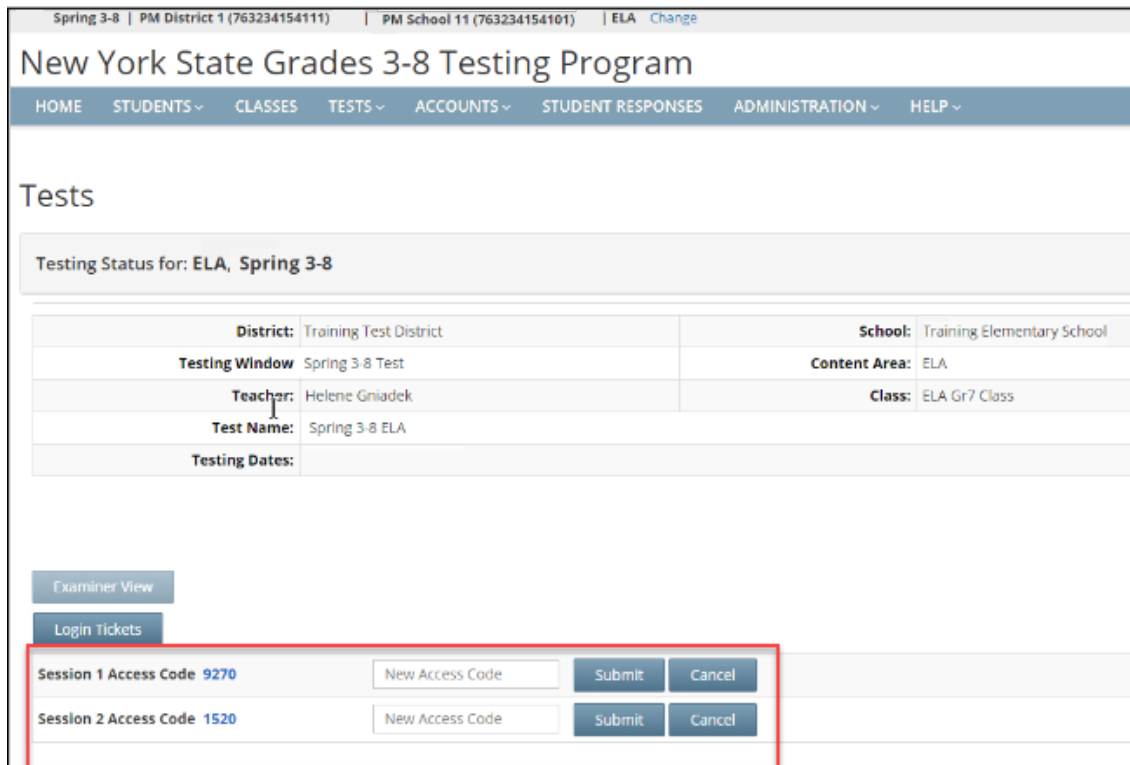 Spring 3-8 | PM District 1 (763234154111) | PM School 11 (763234154101) | ELA Change
New York State Grades 3-8 Testing Program
HOME STUDENTS CLASSES TESTS ACCOUNTS STUDENT RESPONSES ADMINISTRATION HELP
Tests
Testing Status for: ELA, Spring 3-8
District: Training Test District School: Training Elementary School
Testing Window Spring 3-8 Test Content Area: ELA
Teacher: Helene Gniadek Class: ELA Gr7 Class
Test Name: Spring 3-8 ELA
Testing Dates:
Examiner View
Login Tickets
Session 1 Access Code 9270 New Access Code Submit Cancel
Session 2 Access Code 1520 New Access Code Submit Cancel